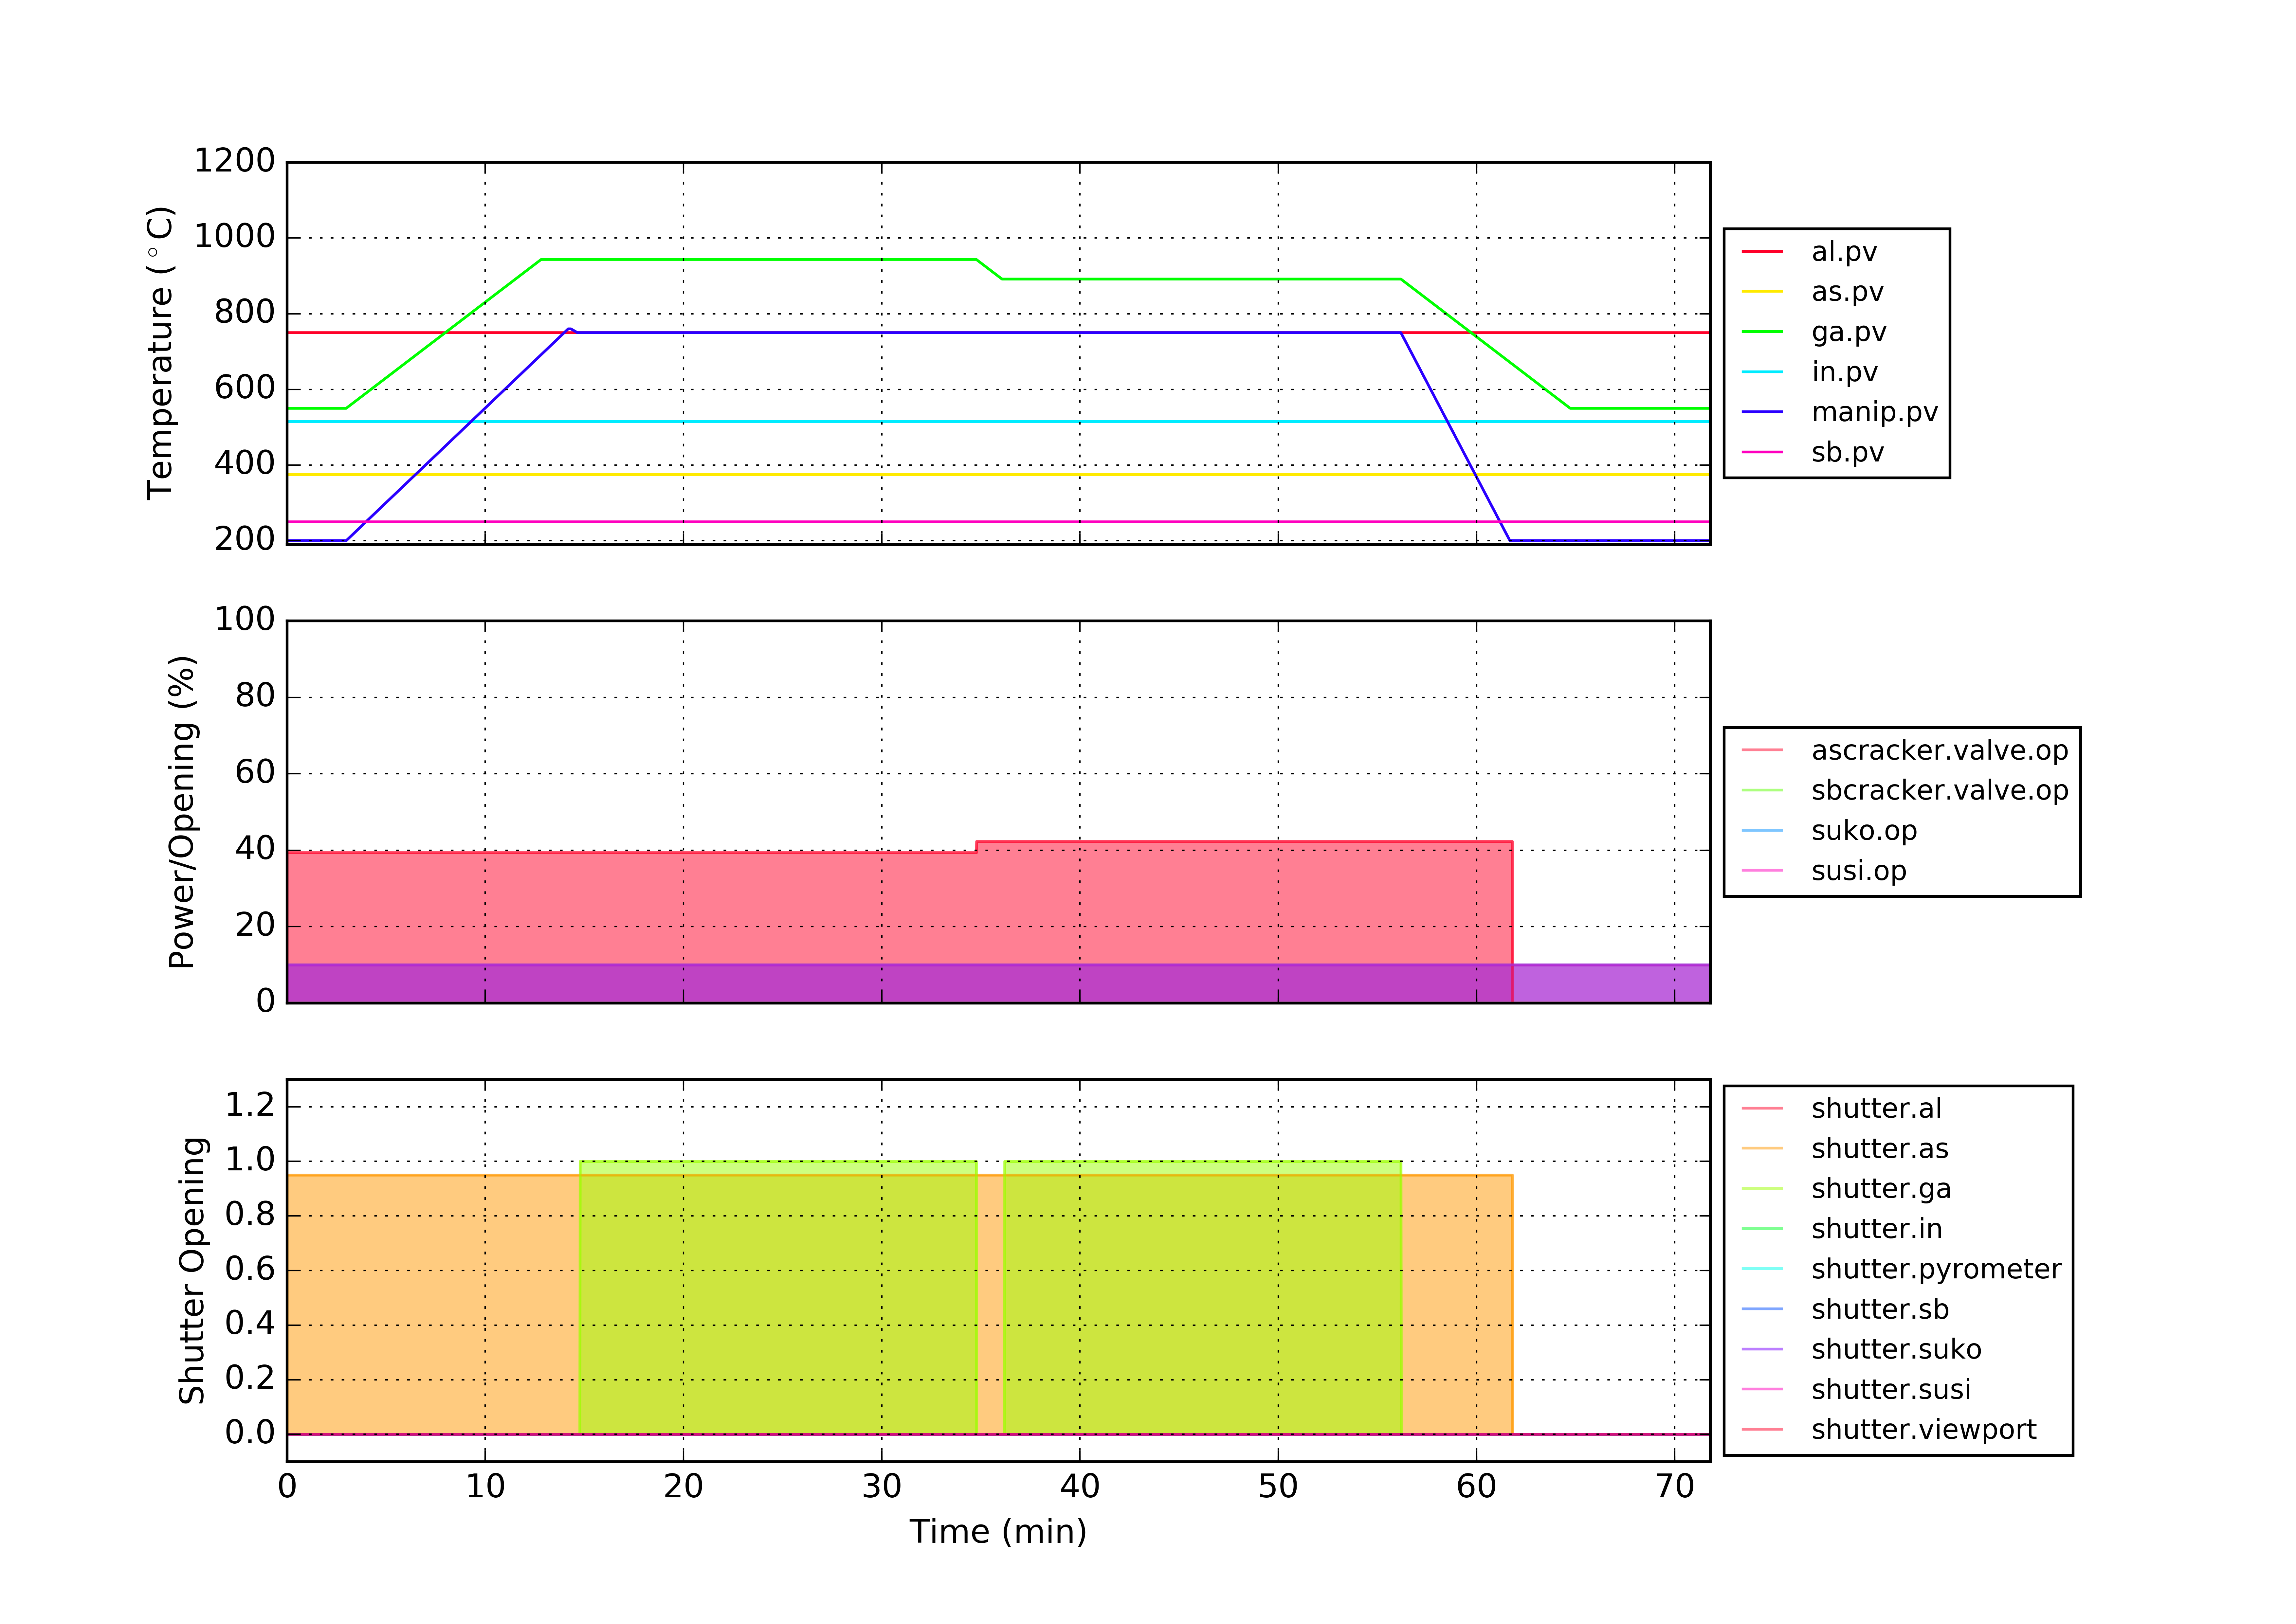 Temperature (°C)
1200
1000
800
600
400
200
al.pv
as.pv
ga.pv
in.pv
manip.pv
sb.pv
Power/Opening (%)
100
80
60
40
20
0
ascracker.valve.op
sbcracker.valve.op
suko.op
susi.op
Shutter Opening
1.2
1.0
0.8
0.6
0.4
0.2
0.0
shutter.al
shutter.as
shutter.ga
shutter.in
shutter.pyrometer
shutter.sb
shutter.suko
shutter.susi
shutter.viewport
0 10 20 30 40 50 60 70
Time (min)